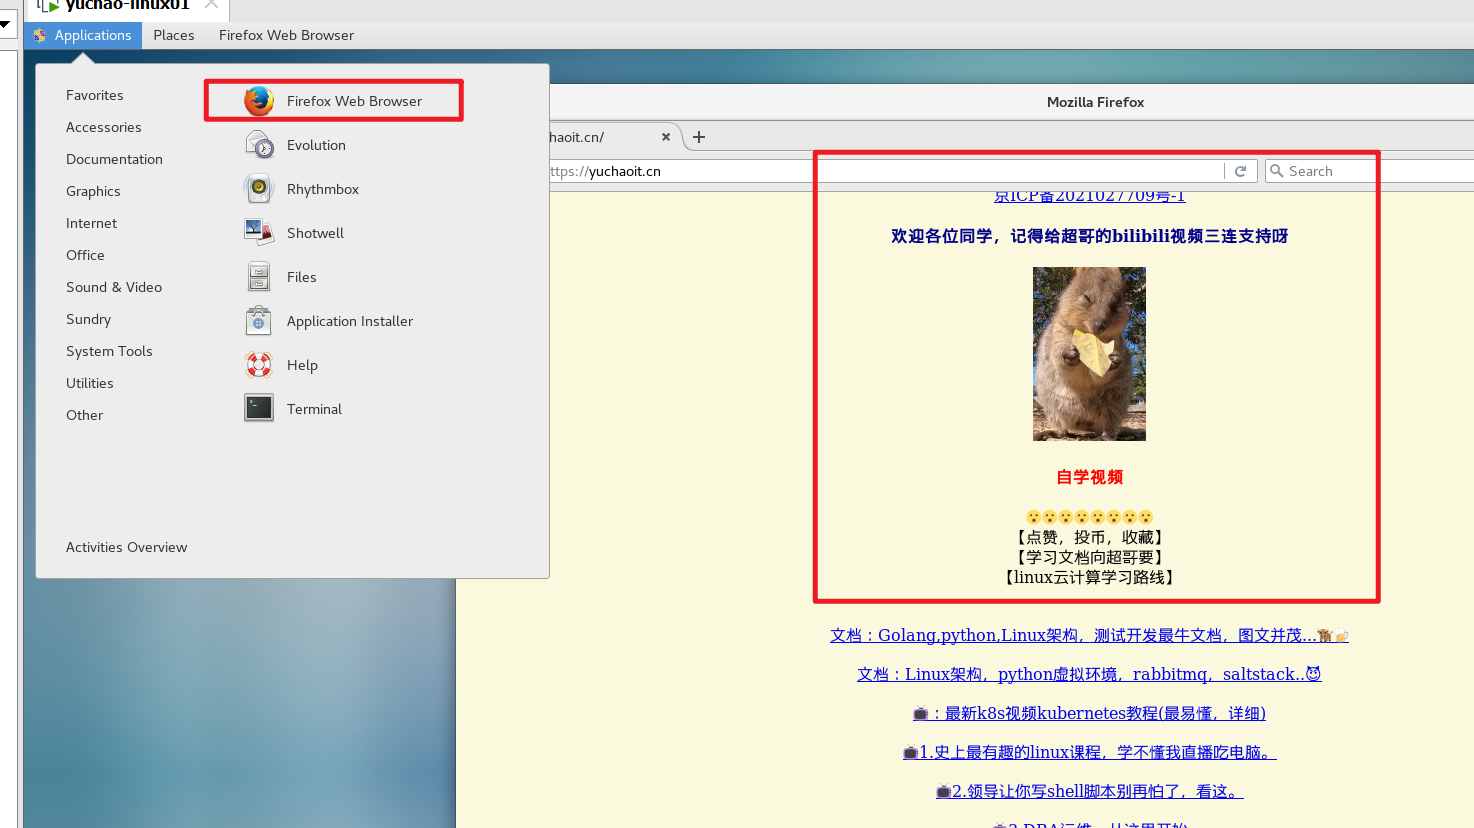 yuchao-linux01
Applications Places Firefox Web Browser
Favorites
Accessories
Documentation
Graphics
Internet
Office
Sound & Video
Sundry
System Tools
Utilities
Other
Activities Overview
Firefox Web Browser
Evolution
Rhythmbox
Shotwell
Files
Application Installer
Help
Terminal
Mozilla Firefox
haoit.cn/
ttps://yuchaoit.cn
Search
京ICP备2021027709号-1
欢迎各位同学，记得给超哥的bilibili视频三连支持呀
自学视频
😮😮😮😮😮😮😮😮
【点赞，投币，收藏】
【学习文档向超哥要】
【linux云计算学习路线】
文档：Golang,python,Linux架构，测试开发最牛文档，图文并茂...🐮🍺
文档：Linux架构，python虚拟环境，rabbitmq，saltstack..😈
📺：最新k8s视频kubernetes教程(最易懂，详细)
📺1.史上最有趣的linux课程，学不懂我直播吃电脑。
📺2.领导让你写shell脚本别再怕了，看这。